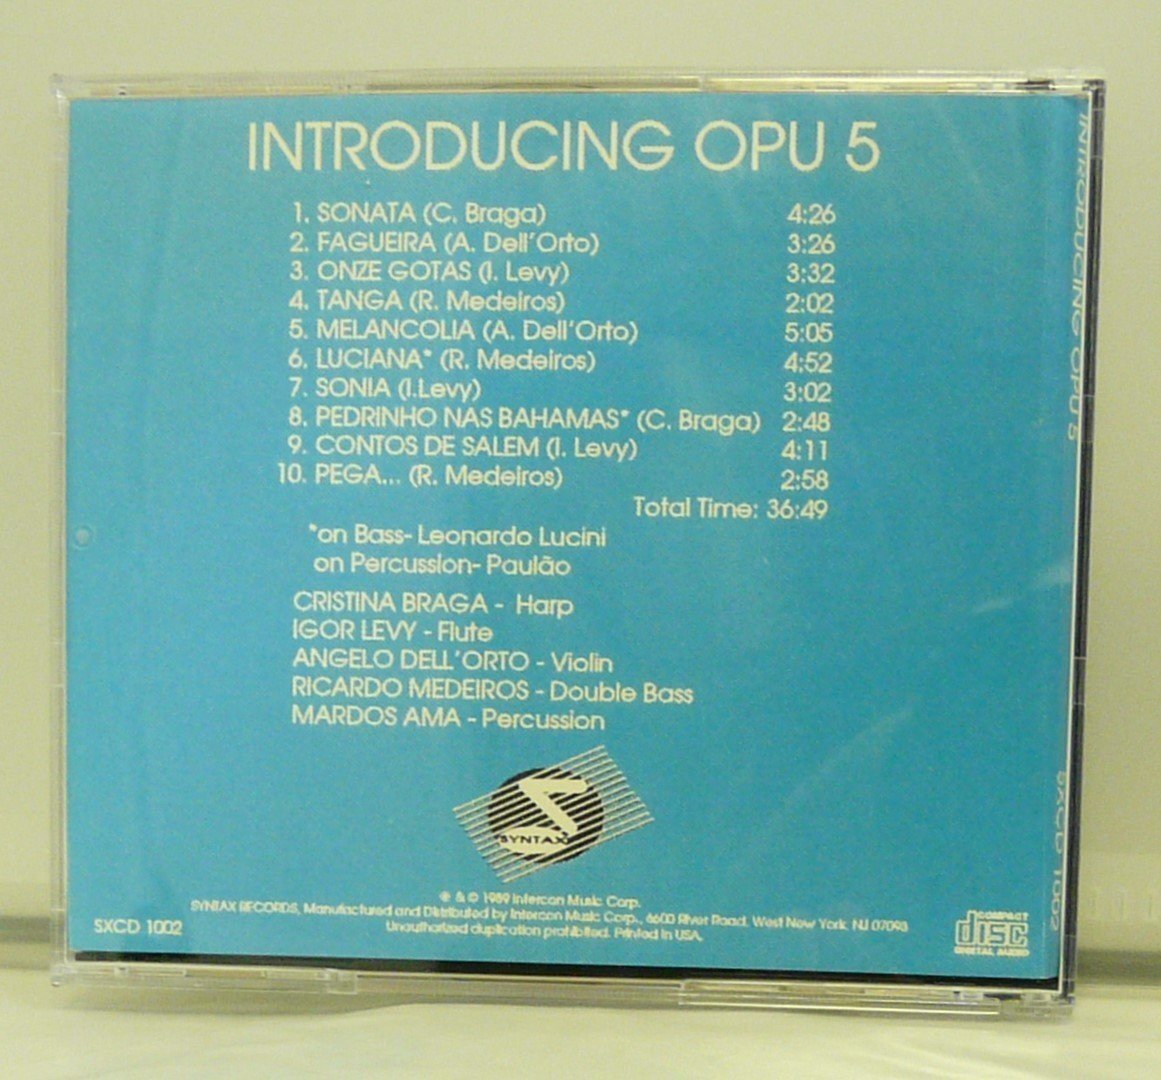 INTRODUCING OPU 5
1. SONATA (C. Braga) 4:26
2. FAGUEIRA (A. Dell'Orto) 3:26
3. ONZE GOTAS (I. Levy) 3:32
4. TANGA (R. Medeiros) 2:02
5. MELANCOLIA (A. Dell'Orto) 5:05
6. LUCIANA* (R. Medeiros) 4:52
7. SONIA (I.Levy) 3:02
8. PEDRINHO NAS BAHAMAS* (C. Braga) 2:48
9. CONTOS DE SALEM (I. Levy) 4:11
10. PEGA... (R. Medeiros) 2:58
Total Time: 36:49
*on Bass- Leonardo Lucini
on Percussion- Paulão
CRISTINA BRAGA - Harp
IGOR LEVY - Flute
ANGELO DELL'ORTO - Violin
RICARDO MEDEIROS - Double Bass
MARDOS AMA - Percussion
SYNTAX
℗ & © 1989 Intercon Music Corp.
SYNTAX RECORDS, Manufactured and Distributed by Intercon Music Corp., 6600 River Road, West New York, NJ 07093
Unauthorized duplication prohibited. Printed in USA.
SXCD 1002
COMPACT
disc
DIGITAL AUDIO
INTRODUCING OPU 5
SXCD 1002